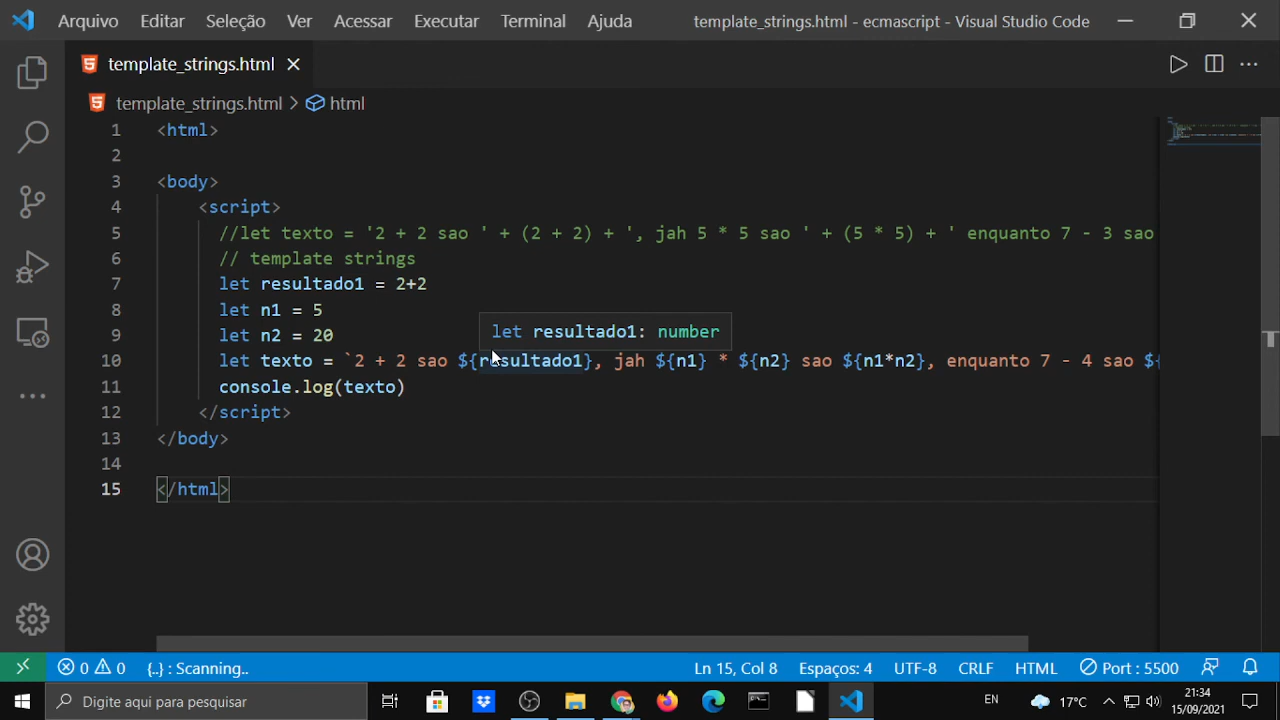 Arquivo Editar Seleção Ver Acessar Executar Terminal Ajuda template_strings.html - ecmascript - Visual Studio Code
template_strings.html
template_strings.html > html
1 <html>
2
3 <body>
4 <script>
5 //let texto = '2 + 2 sao ' + (2 + 2) + ', jah 5 * 5 sao ' + (5 * 5) + ' enquanto 7 - 3 sao
6 // template strings
7 let resultado1 = 2+2
8 let n1 = 5
let resultado1: number
9 let n2 = 20
10 let texto = `2 + 2 sao ${resultado1}, jah ${n1} * ${n2} sao ${n1*n2}, enquanto 7 - 4 sao ${
11 console.log(texto)
12 </script>
13 </body>
14
15 </html>
0 0 {..} : Scanning.. Ln 15, Col 8 Espaços: 4 UTF-8 CRLF HTML Port : 5500
Digite aqui para pesquisar EN 17°C 21:34
15/09/2021